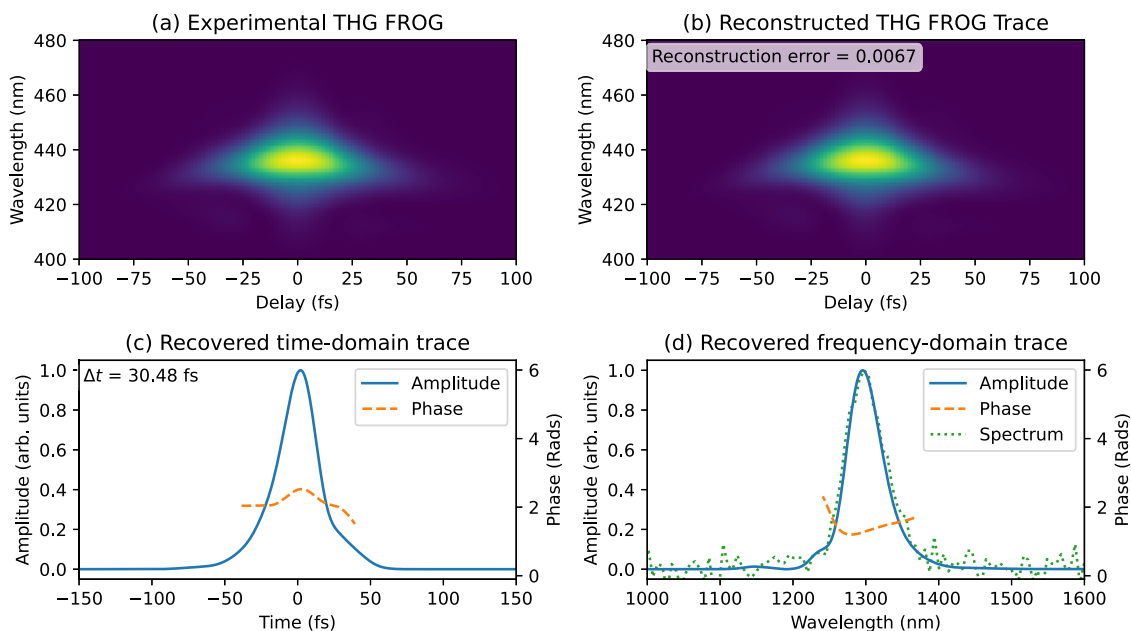 (a) Experimental THG FROG
480
460
440
420
400
Wavelength (nm)
−100 −75 −50 −25 0 25 50 75 100
Delay (fs)
(b) Reconstructed THG FROG Trace
Reconstruction error = 0.0067
480
460
440
420
400
Wavelength (nm)
−100 −75 −50 −25 0 25 50 75 100
Delay (fs)
(c) Recovered time-domain trace
Δt = 30.48 fs
Amplitude
Phase
1.0
0.8
0.6
0.4
0.2
0.0
Amplitude (arb. units)
6
4
2
0
Phase (Rads)
−150 −100 −50 0 50 100 150
Time (fs)
(d) Recovered frequency-domain trace
Amplitude
Phase
Spectrum
1.0
0.8
0.6
0.4
0.2
0.0
Amplitude (arb. units)
6
4
2
0
Phase (Rads)
1000 1100 1200 1300 1400 1500 1600
Wavelength (nm)